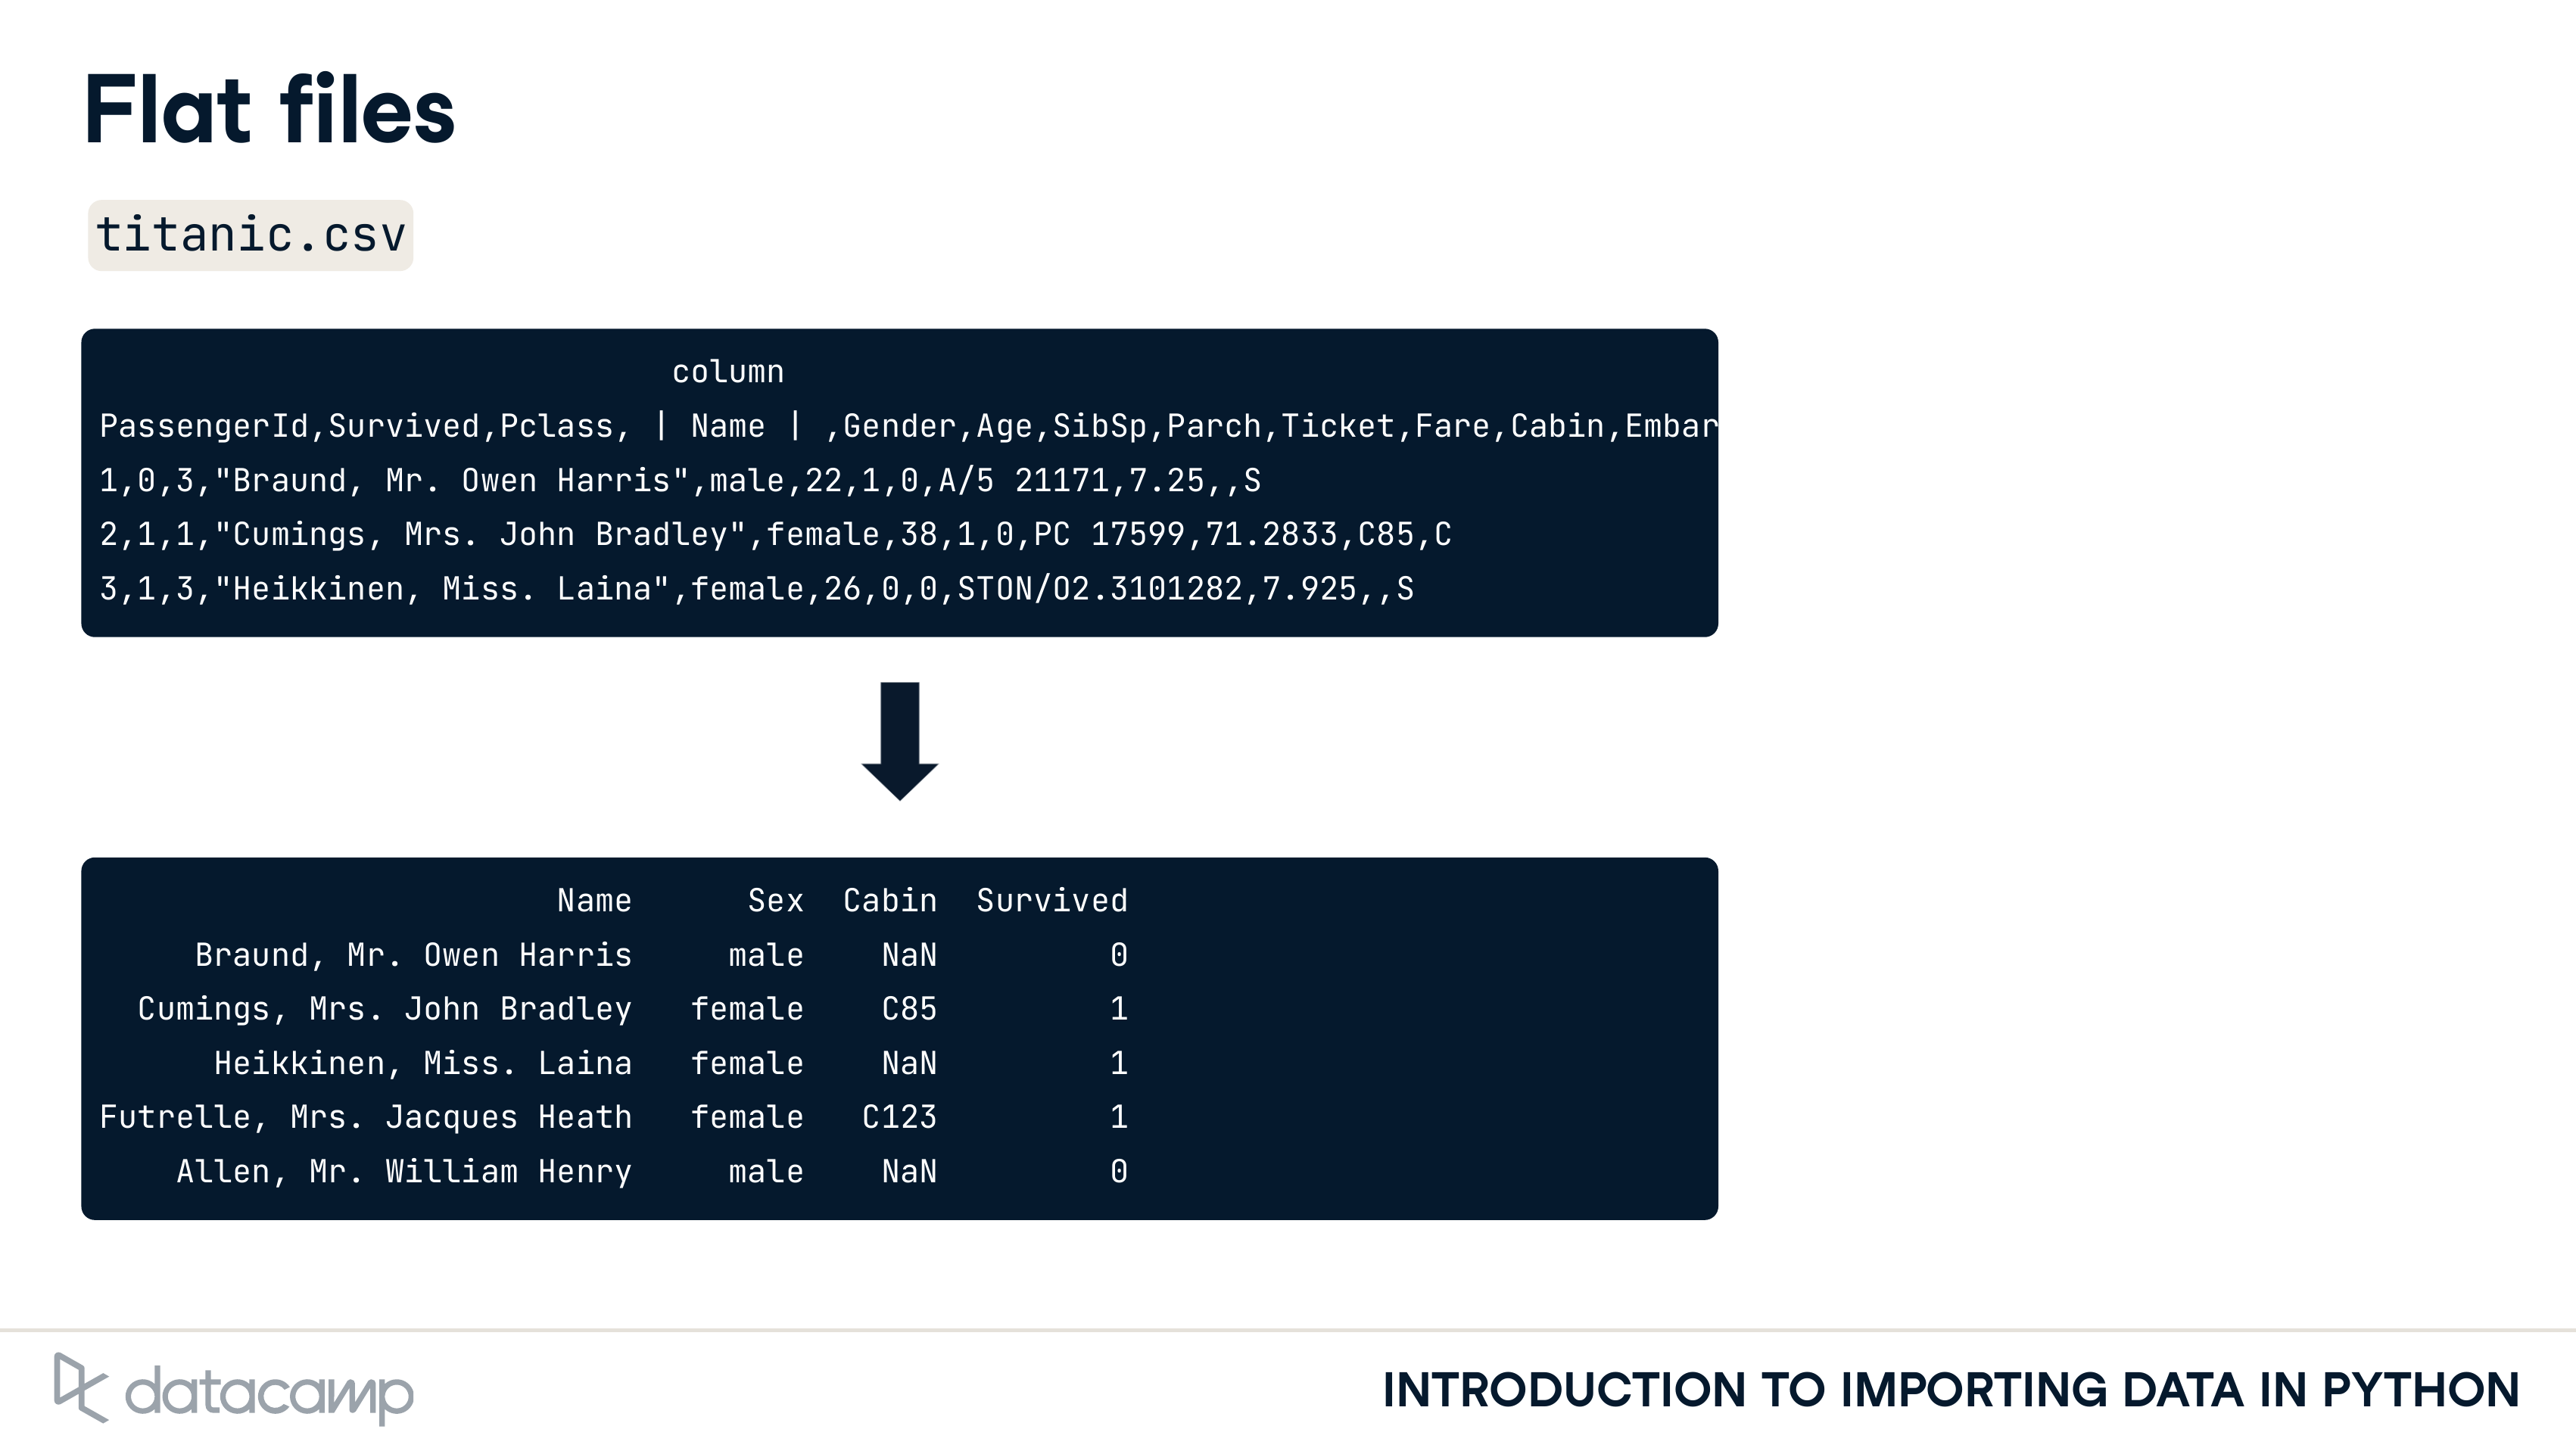 Flat files
titanic.csv
column
PassengerId,Survived,Pclass, | Name | ,Gender,Age,SibSp,Parch,Ticket,Fare,Cabin,Embar
1,0,3,"Braund, Mr. Owen Harris",male,22,1,0,A/5 21171,7.25,,S
2,1,1,"Cumings, Mrs. John Bradley",female,38,1,0,PC 17599,71.2833,C85,C
3,1,3,"Heikkinen, Miss. Laina",female,26,0,0,STON/O2.3101282,7.925,,S
Name Sex Cabin Survived
Braund, Mr. Owen Harris male NaN 0
Cumings, Mrs. John Bradley female C85 1
Heikkinen, Miss. Laina female NaN 1
Futrelle, Mrs. Jacques Heath female C123 1
Allen, Mr. William Henry male NaN 0
datacamp
INTRODUCTION TO IMPORTING DATA IN PYTHON